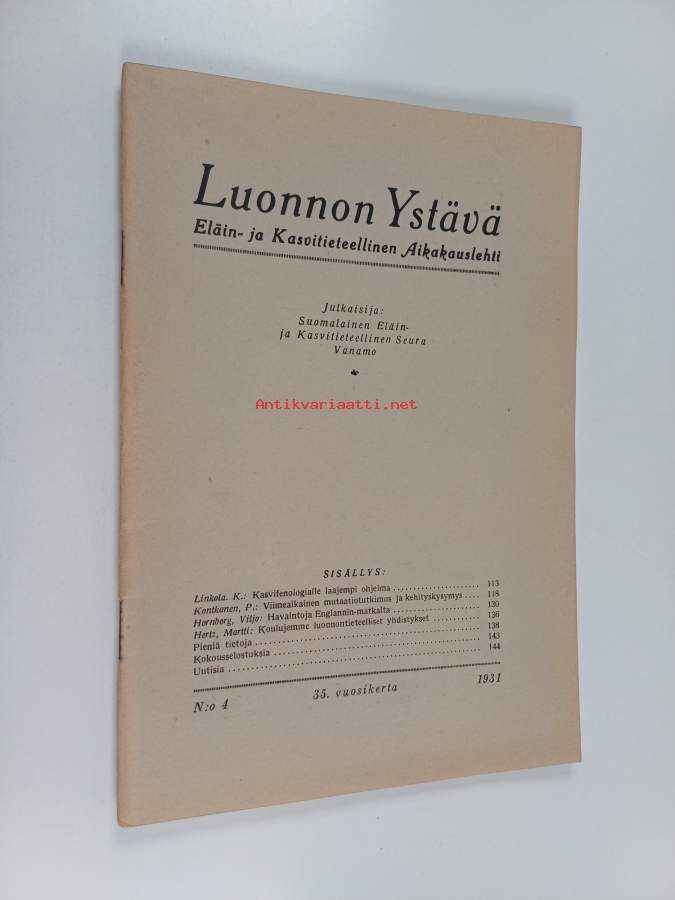 Luonnon Ystävä
Eläin- ja Kasvitieteellinen Aikakauslehti
Julkaisija:
Suomalainen Eläin-
ja Kasvitieteellinen Seura
Vanamo
Antikvariaatti.net
SISÄLLYS:
Linkola. K.: Kasvifenologialle laajempi ohjelma 113
Kontkanen, P.: Viimeaikainen mutaatiotutkimus ja kehityskysymys 118
Hornborg, Viljo: Havaintoja Englannin-matkalta 130
Hertz, Martti: Koulujemme luonnontieteelliset yhdistykset 136
Pieniä tietoja 138
Kokousselostuksia 143
Uutisia 144
N:o 4 35. vuosikerta 1931